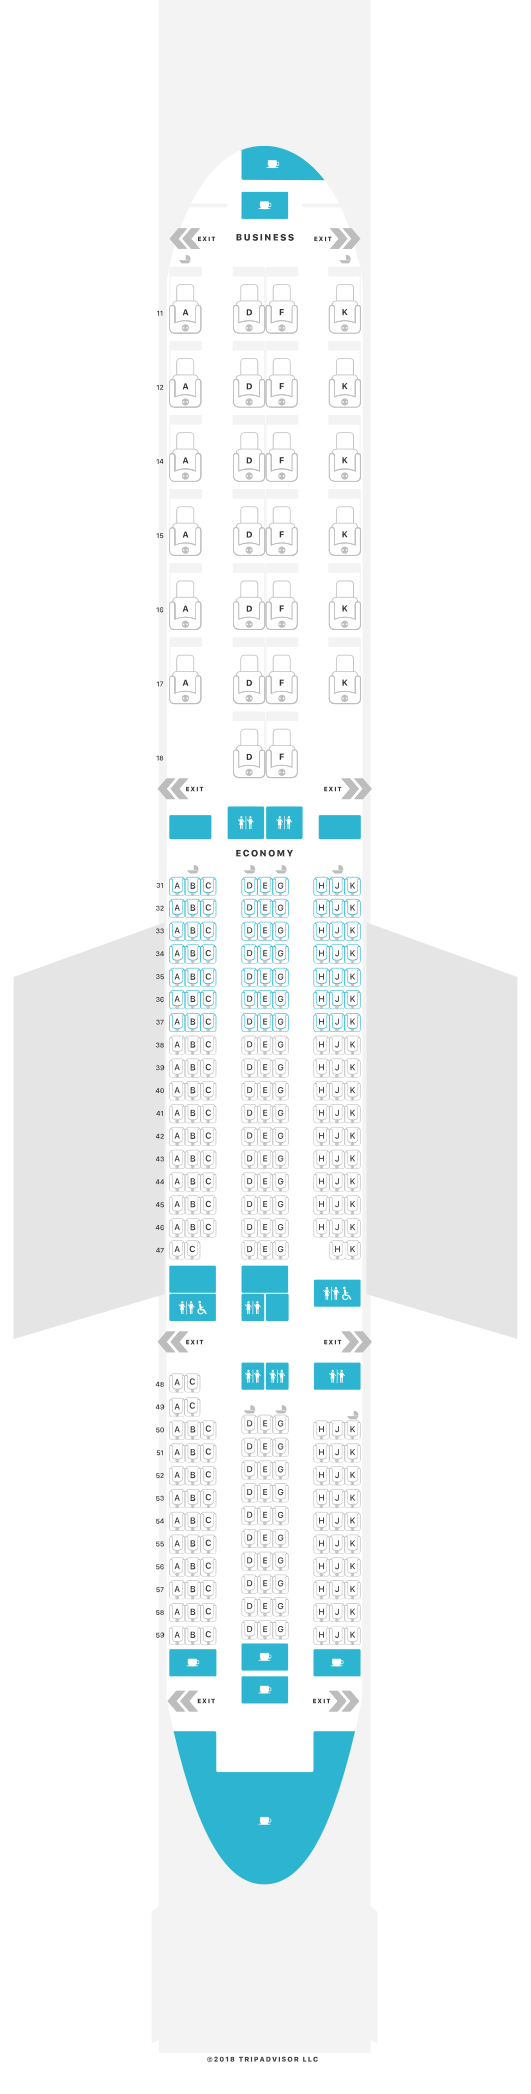 EXIT BUSINESS EXIT
11 A D F K
12 A D F K
14 A D F K
15 A D F K
16 A D F K
17 A D F K
18 D F
EXIT EXIT
ECONOMY
31 A B C D E G H J K
32 A B C D E G H J K
33 A B C D E G H J K
34 A B C D E G H J K
35 A B C D E G H J K
36 A B C D E G H J K
37 A B C D E G H J K
38 A B C D E G H J K
39 A B C D E G H J K
40 A B C D E G H J K
41 A B C D E G H J K
42 A B C D E G H J K
43 A B C D E G H J K
44 A B C D E G H J K
45 A B C D E G H J K
46 A B C D E G H J K
47 A C D E G H K
EXIT EXIT
48 A C
49 A C
D E G
50 A B C H J K
D E G
51 A B C H J K
D E G
52 A B C H J K
D E G
53 A B C H J K
D E G
54 A B C H J K
D E G
55 A B C H J K
D E G
56 A B C H J K
D E G
57 A B C H J K
D E G
58 A B C H J K
D E G
59 A B C H J K
EXIT EXIT
©2018 TRIPADVISOR LLC